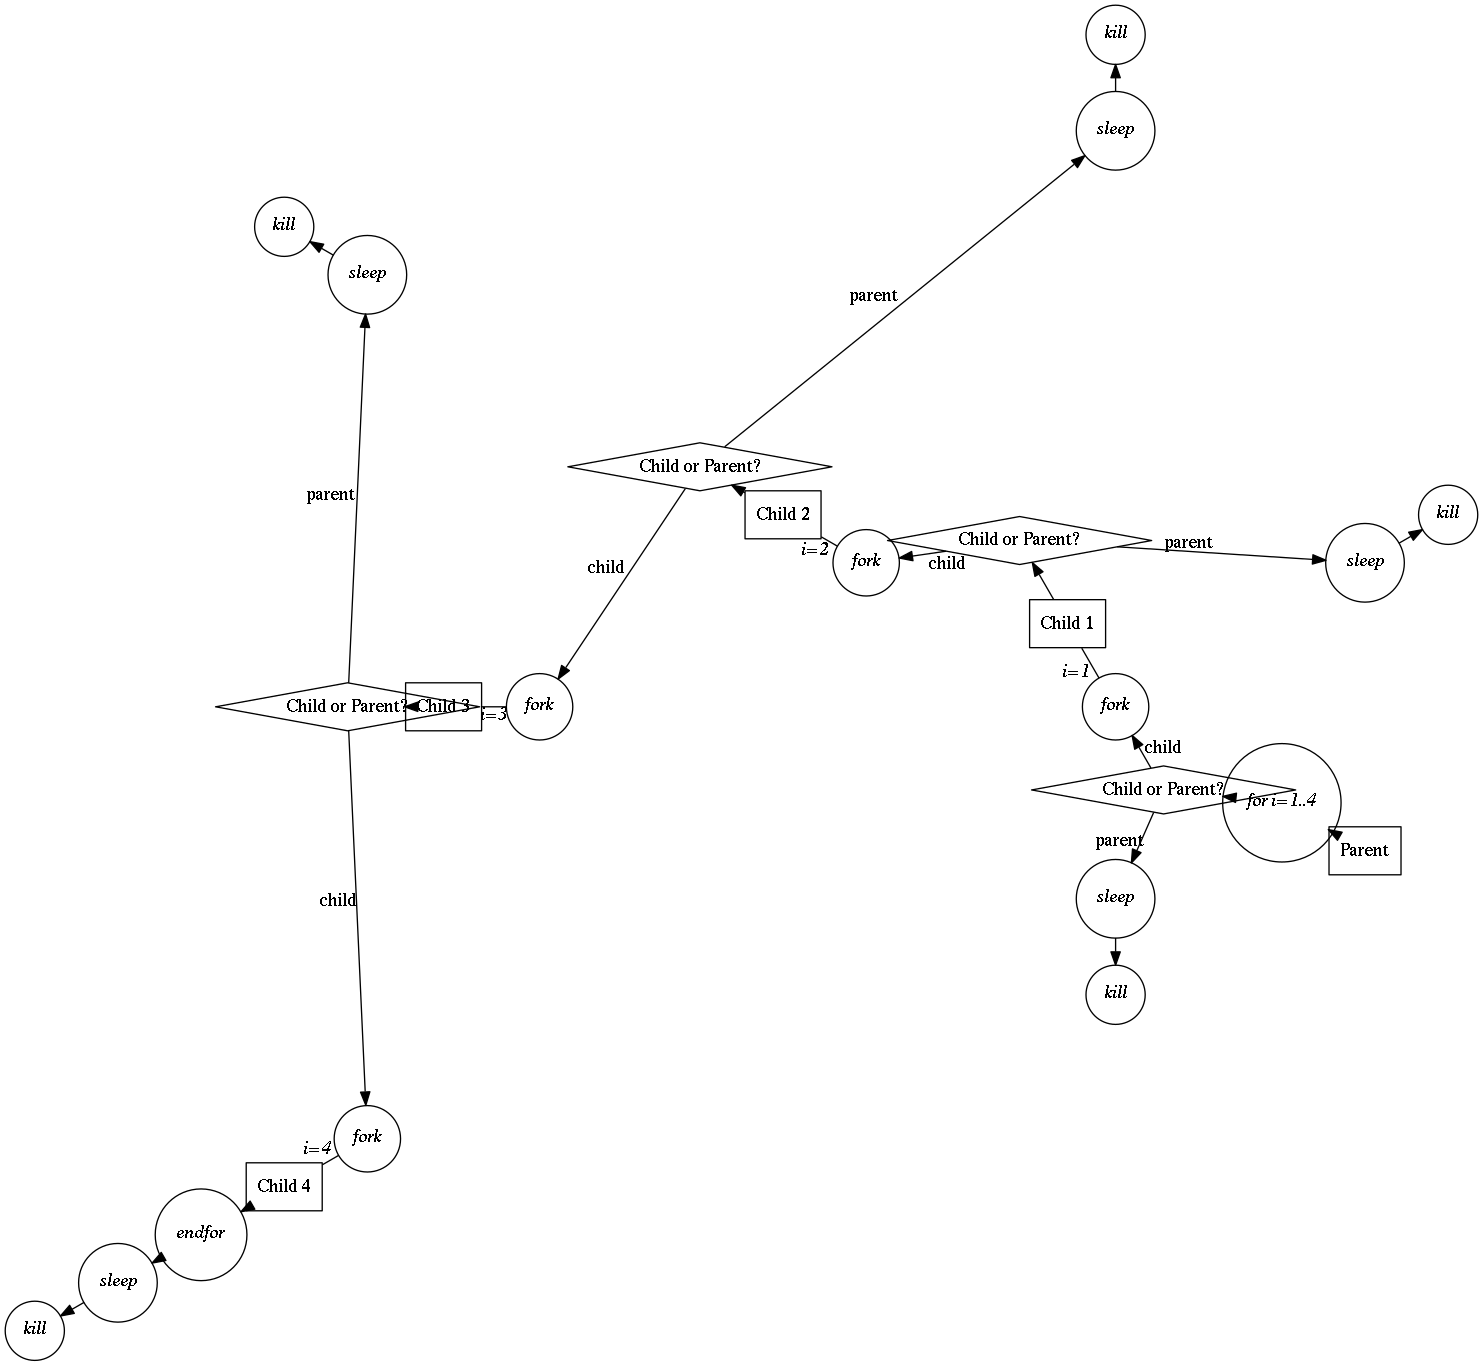 kill
sleep
kill
sleep
parent
Child or Parent?
parent
Child 2
i=2
fork
child
Child or Parent?
child
parent
sleep
kill
Child 1
i=1
fork
child
Child or Parent?
Child 3
i=3
fork
child
Child or Parent?
for i=1..4
parent
Parent
sleep
kill
child
fork
i=4
Child 4
endfor
sleep
kill